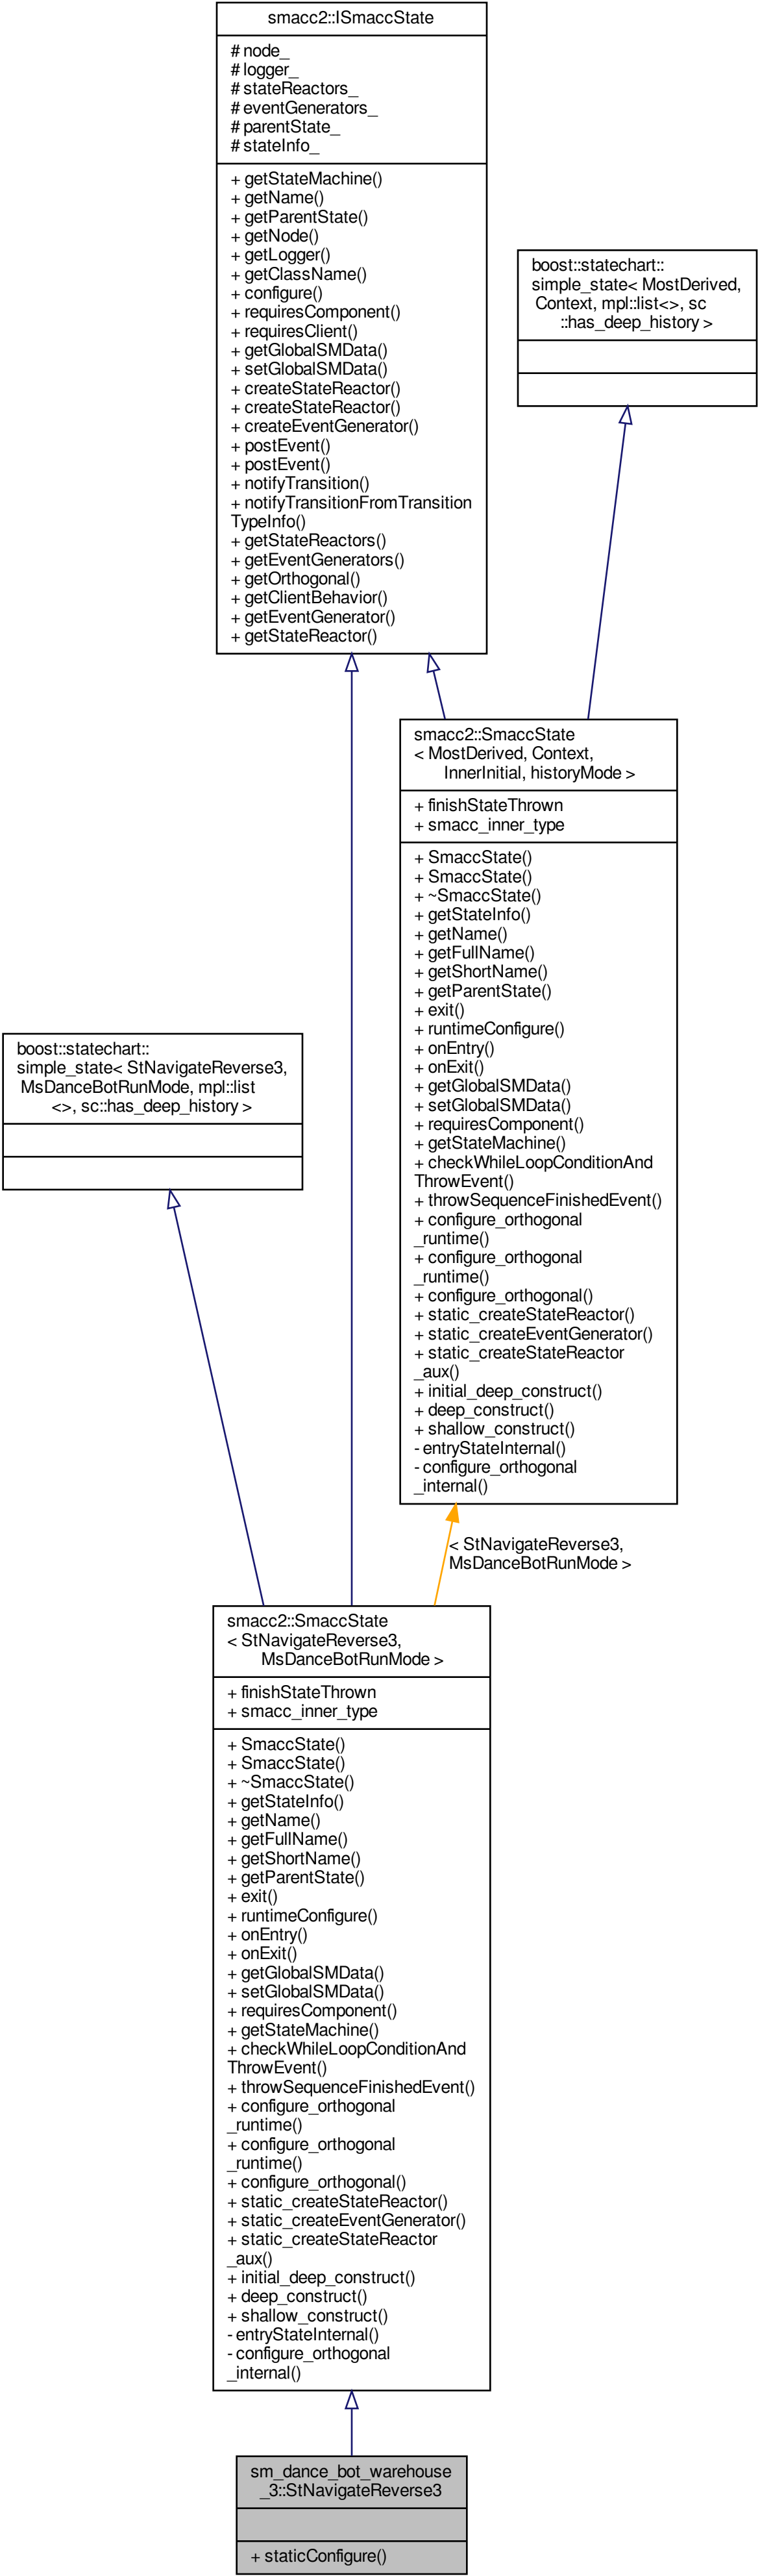 smacc2::ISmaccState
# node_
# logger_
# stateReactors_
# eventGenerators_
# parentState_
# stateInfo_
+ getStateMachine()
+ getName()
+ getParentState()
+ getNode()
+ getLogger()
+ getClassName()
+ configure()
+ requiresComponent()
+ requiresClient()
+ getGlobalSMData()
+ setGlobalSMData()
+ createStateReactor()
+ createStateReactor()
+ createEventGenerator()
+ postEvent()
+ postEvent()
+ notifyTransition()
+ notifyTransitionFromTransition
TypeInfo()
+ getStateReactors()
+ getEventGenerators()
+ getOrthogonal()
+ getClientBehavior()
+ getEventGenerator()
+ getStateReactor()
boost::statechart::
simple_state< MostDerived,
Context, mpl::list<>, sc
::has_deep_history >
smacc2::SmaccState
< MostDerived, Context,
InnerInitial, historyMode >
+ finishStateThrown
+ smacc_inner_type
+ SmaccState()
+ SmaccState()
+ ~SmaccState()
+ getStateInfo()
+ getName()
+ getFullName()
+ getShortName()
+ getParentState()
+ exit()
+ runtimeConfigure()
+ onEntry()
+ onExit()
+ getGlobalSMData()
+ setGlobalSMData()
+ requiresComponent()
+ getStateMachine()
+ checkWhileLoopConditionAnd
ThrowEvent()
+ throwSequenceFinishedEvent()
+ configure_orthogonal
_runtime()
+ configure_orthogonal
_runtime()
+ configure_orthogonal()
+ static_createStateReactor()
+ static_createEventGenerator()
+ static_createStateReactor
_aux()
+ initial_deep_construct()
+ deep_construct()
+ shallow_construct()
- entryStateInternal()
- configure_orthogonal
_internal()
boost::statechart::
simple_state< StNavigateReverse3,
MsDanceBotRunMode, mpl::list
<>, sc::has_deep_history >
< StNavigateReverse3,
MsDanceBotRunMode >
smacc2::SmaccState
< StNavigateReverse3,
MsDanceBotRunMode >
+ finishStateThrown
+ smacc_inner_type
+ SmaccState()
+ SmaccState()
+ ~SmaccState()
+ getStateInfo()
+ getName()
+ getFullName()
+ getShortName()
+ getParentState()
+ exit()
+ runtimeConfigure()
+ onEntry()
+ onExit()
+ getGlobalSMData()
+ setGlobalSMData()
+ requiresComponent()
+ getStateMachine()
+ checkWhileLoopConditionAnd
ThrowEvent()
+ throwSequenceFinishedEvent()
+ configure_orthogonal
_runtime()
+ configure_orthogonal
_runtime()
+ configure_orthogonal()
+ static_createStateReactor()
+ static_createEventGenerator()
+ static_createStateReactor
_aux()
+ initial_deep_construct()
+ deep_construct()
+ shallow_construct()
- entryStateInternal()
- configure_orthogonal
_internal()
sm_dance_bot_warehouse
_3::StNavigateReverse3
+ staticConfigure()